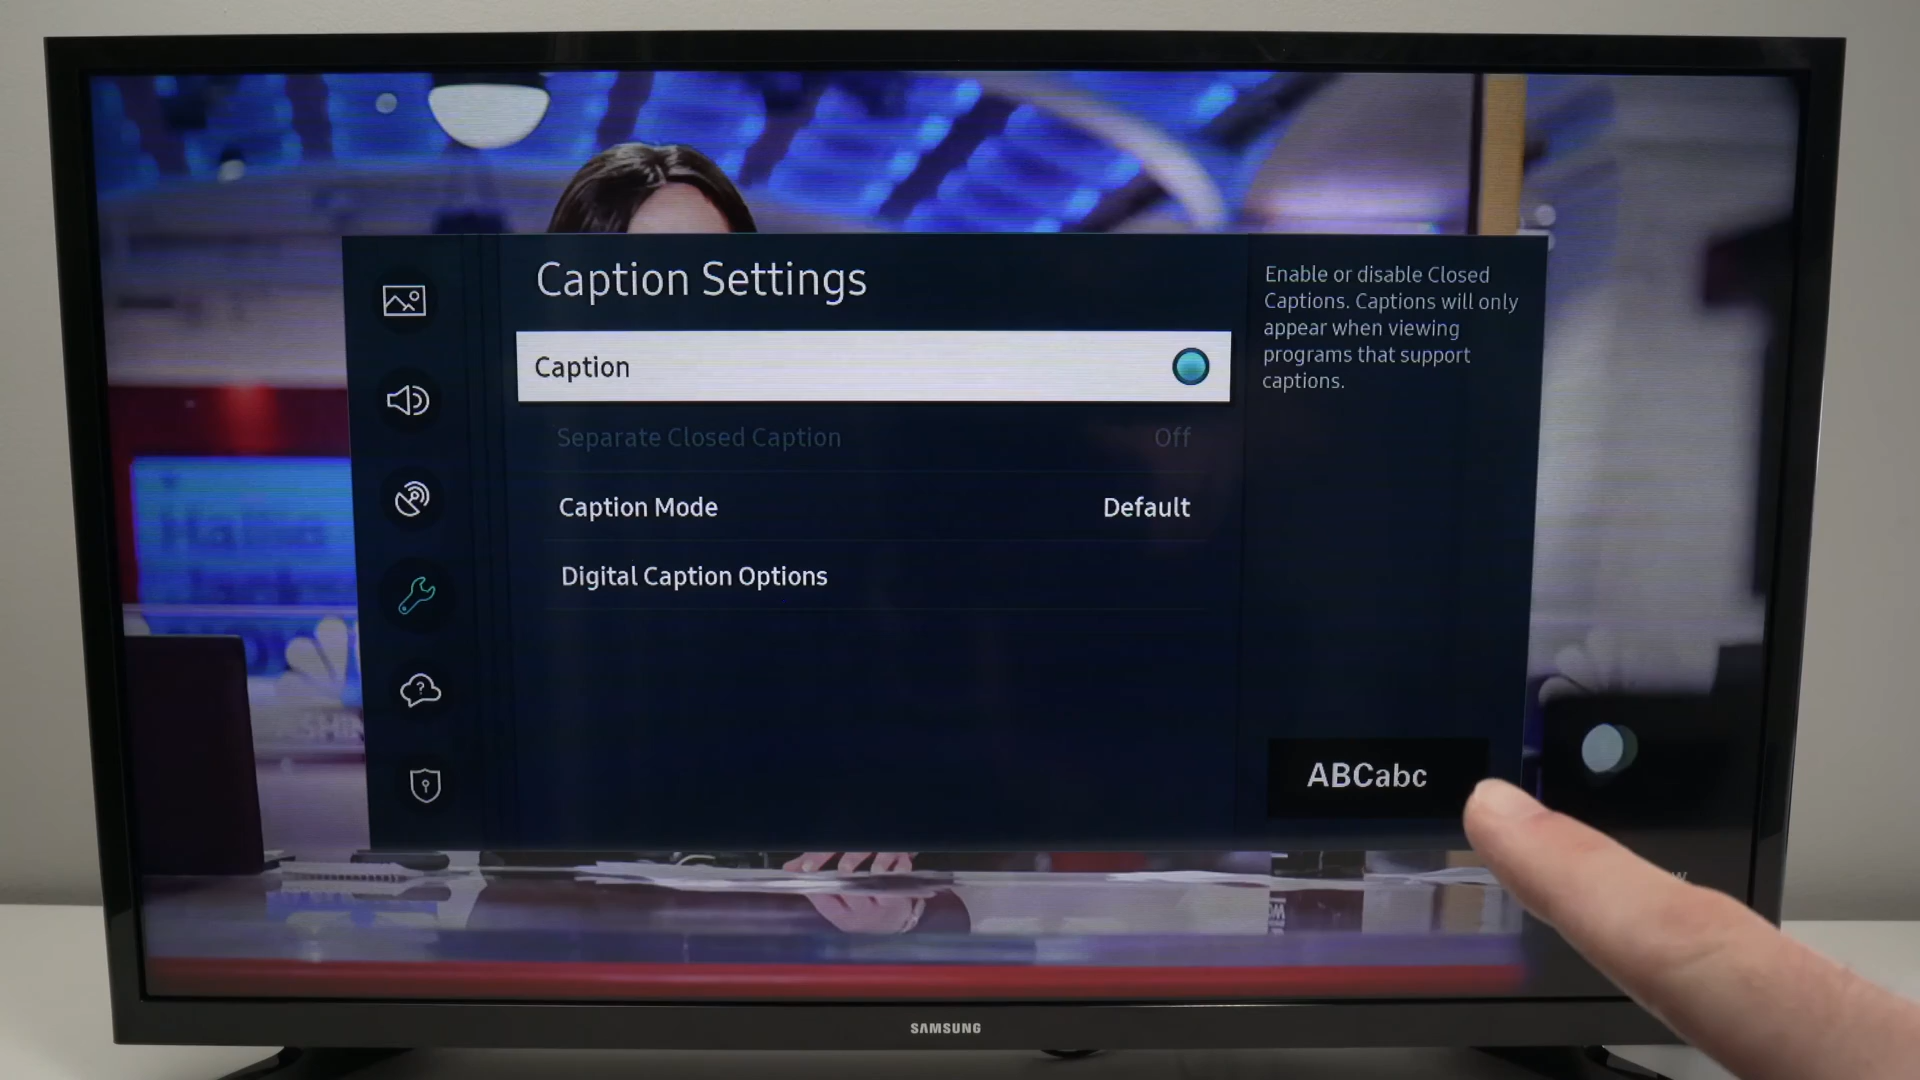 Caption Settings
Caption
Separate Closed Caption Off
Caption Mode Default
Digital Caption Options
Enable or disable Closed
Captions. Captions will only
appear when viewing
programs that support
captions.
ABCabc
SAMSUNG